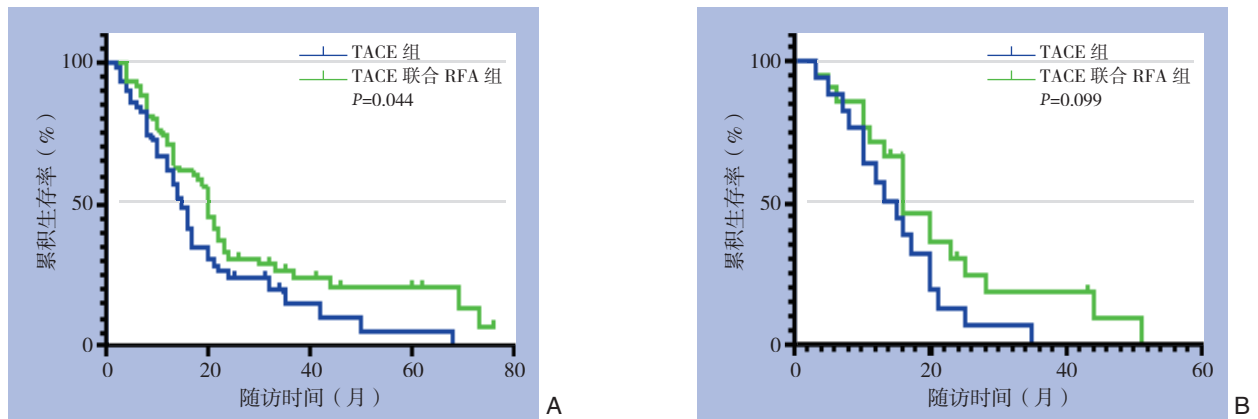 100
50
0
累积生存率（%）
TACE 组
TACE 联合 RFA 组
P=0.044
0 20 40 60 80
随访时间（月）
A
100
50
0
累积生存率（%）
TACE 组
TACE 联合 RFA 组
P=0.099
0 20 40 60
随访时间（月）
B